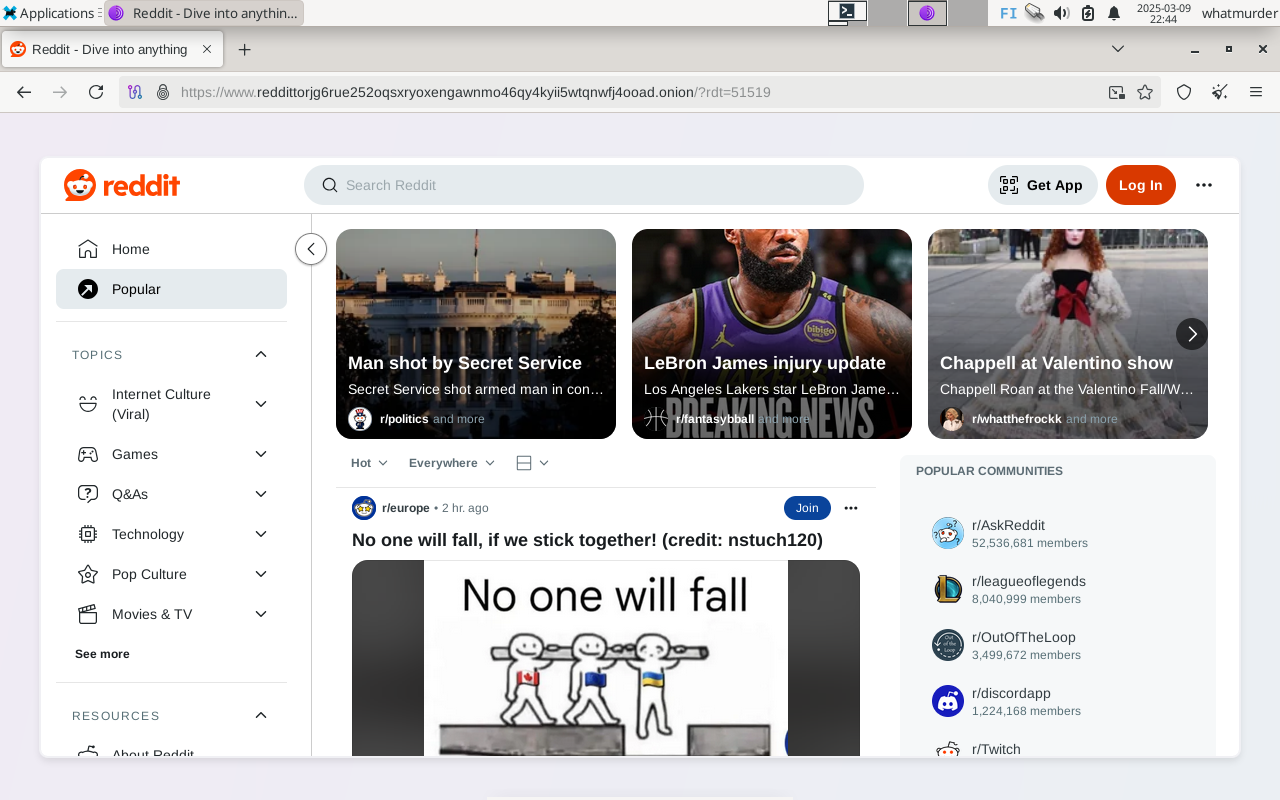 Applications
Reddit - Dive into anythin...
FI
2025-03-09
22:44
whatmurder
Reddit - Dive into anything
https://www.reddittorjg6rue252oqsxryoxengawnmo46qy4kyii5wtqnwfj4ooad.onion/?rdt=51519
reddit
Search Reddit
Get App
Log In
Home
Popular
TOPICS
Internet Culture
(Viral)
Games
Q&As
Technology
Pop Culture
Movies & TV
See more
RESOURCES
About Reddit
Man shot by Secret Service
Secret Service shot armed man in con...
r/politics and more
bibigo
LeBron James injury update
Los Angeles Lakers star LeBron Jame...
BREAKING NEWS
r/fantasybball and more
Chappell at Valentino show
Chappell Roan at the Valentino Fall/W...
r/whatthefrockk and more
Hot
Everywhere
r/europe • 2 hr. ago
Join
No one will fall, if we stick together! (credit: nstuch120)
No one will fall
POPULAR COMMUNITIES
r/AskReddit
52,536,681 members
r/leagueoflegends
8,040,999 members
Out
of the
Loop
r/OutOfTheLoop
3,499,672 members
r/discordapp
1,224,168 members
r/Twitch